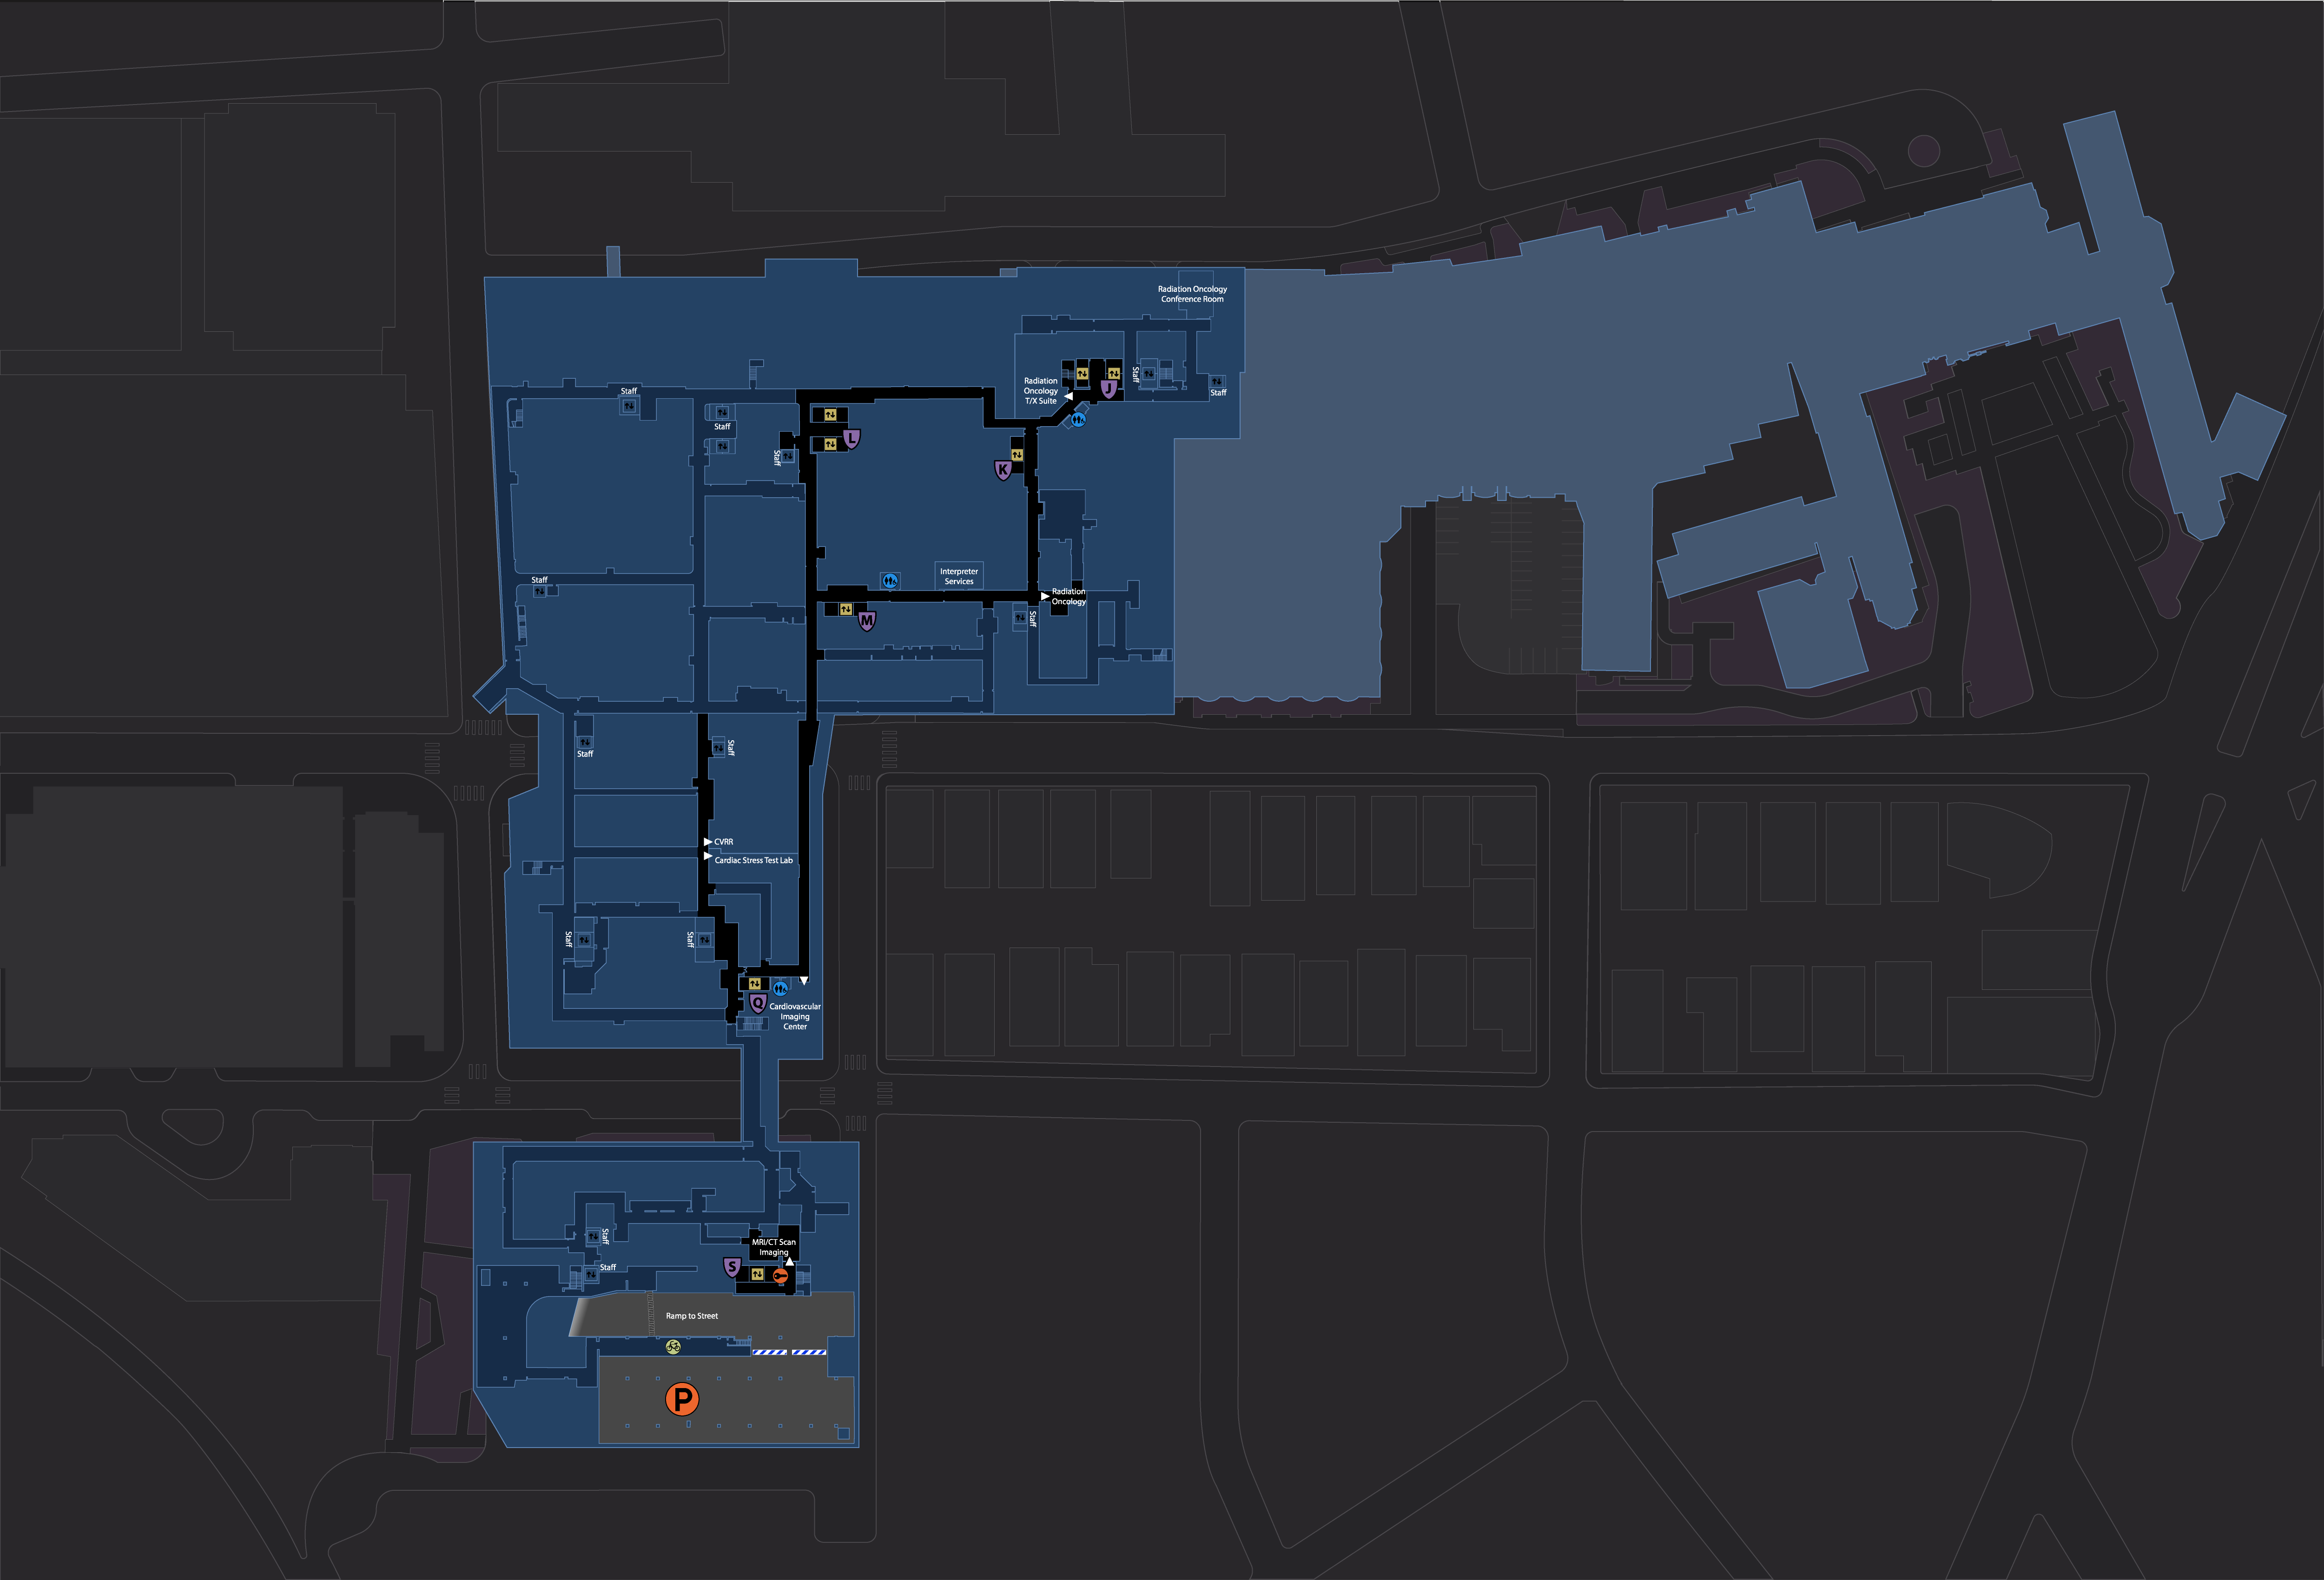 Radiation Oncology
Conference Room
Staff
J
Radiation
Oncology
T/X Suite
Staff
Staff
Staff
L
Staff
K
Interpreter
Services
Staff
Radiation
Oncology
M
Staff
Staff
Staff
CVRR
Cardiac Stress Test Lab
Staff
Staff
Q
Cardiovascular
Imaging
Center
Staff
MRI/CT Scan
Imaging
S
Staff
Ramp to Street
P